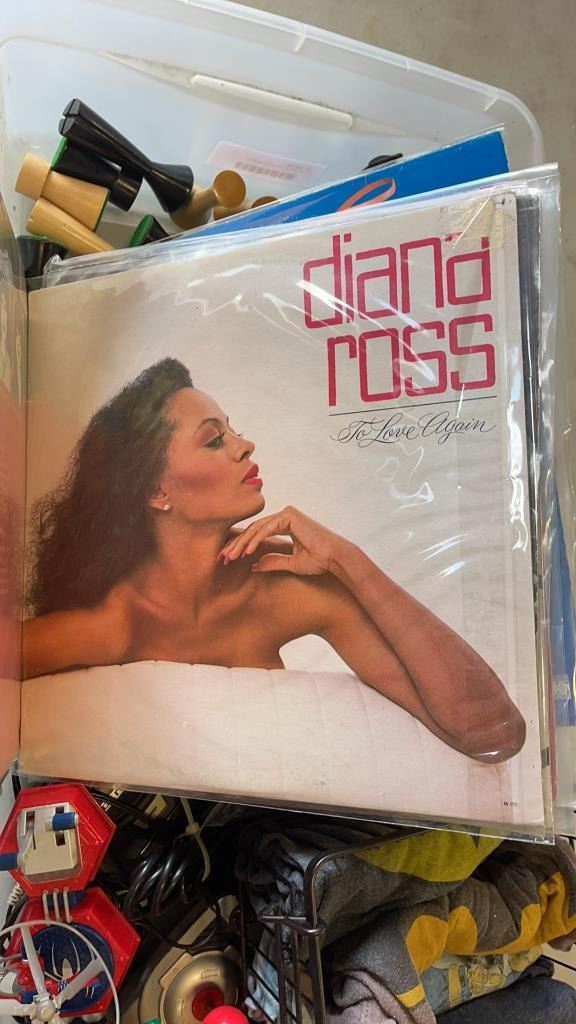 diana
ross
To Love Again